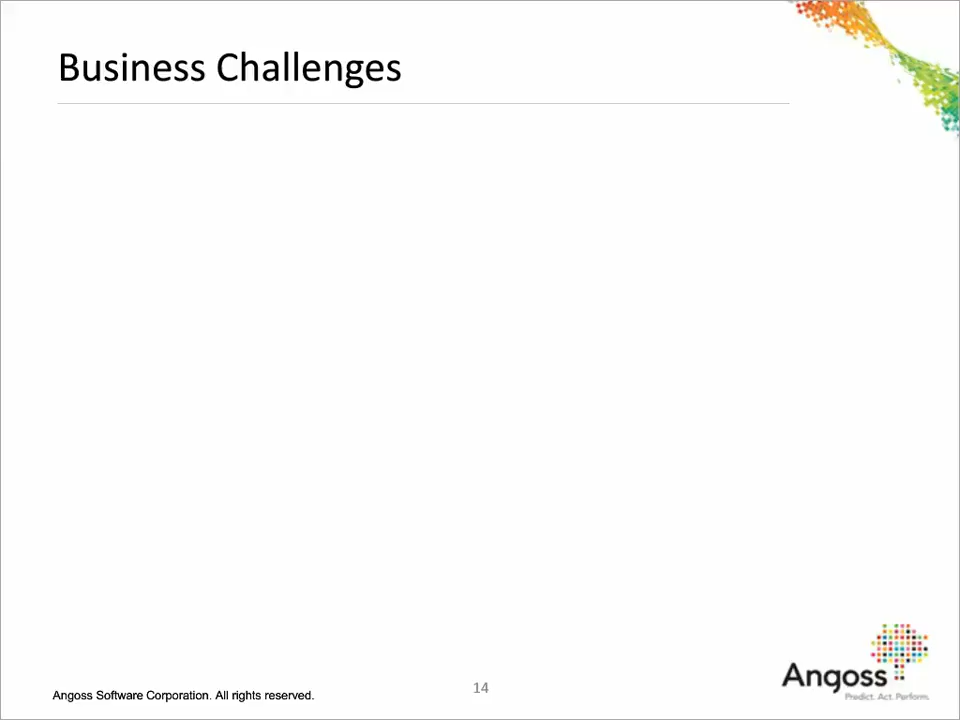 Business Challenges
Angoss Software Corporation. All rights reserved.
14
Angoss
Predict. Act. Perform.